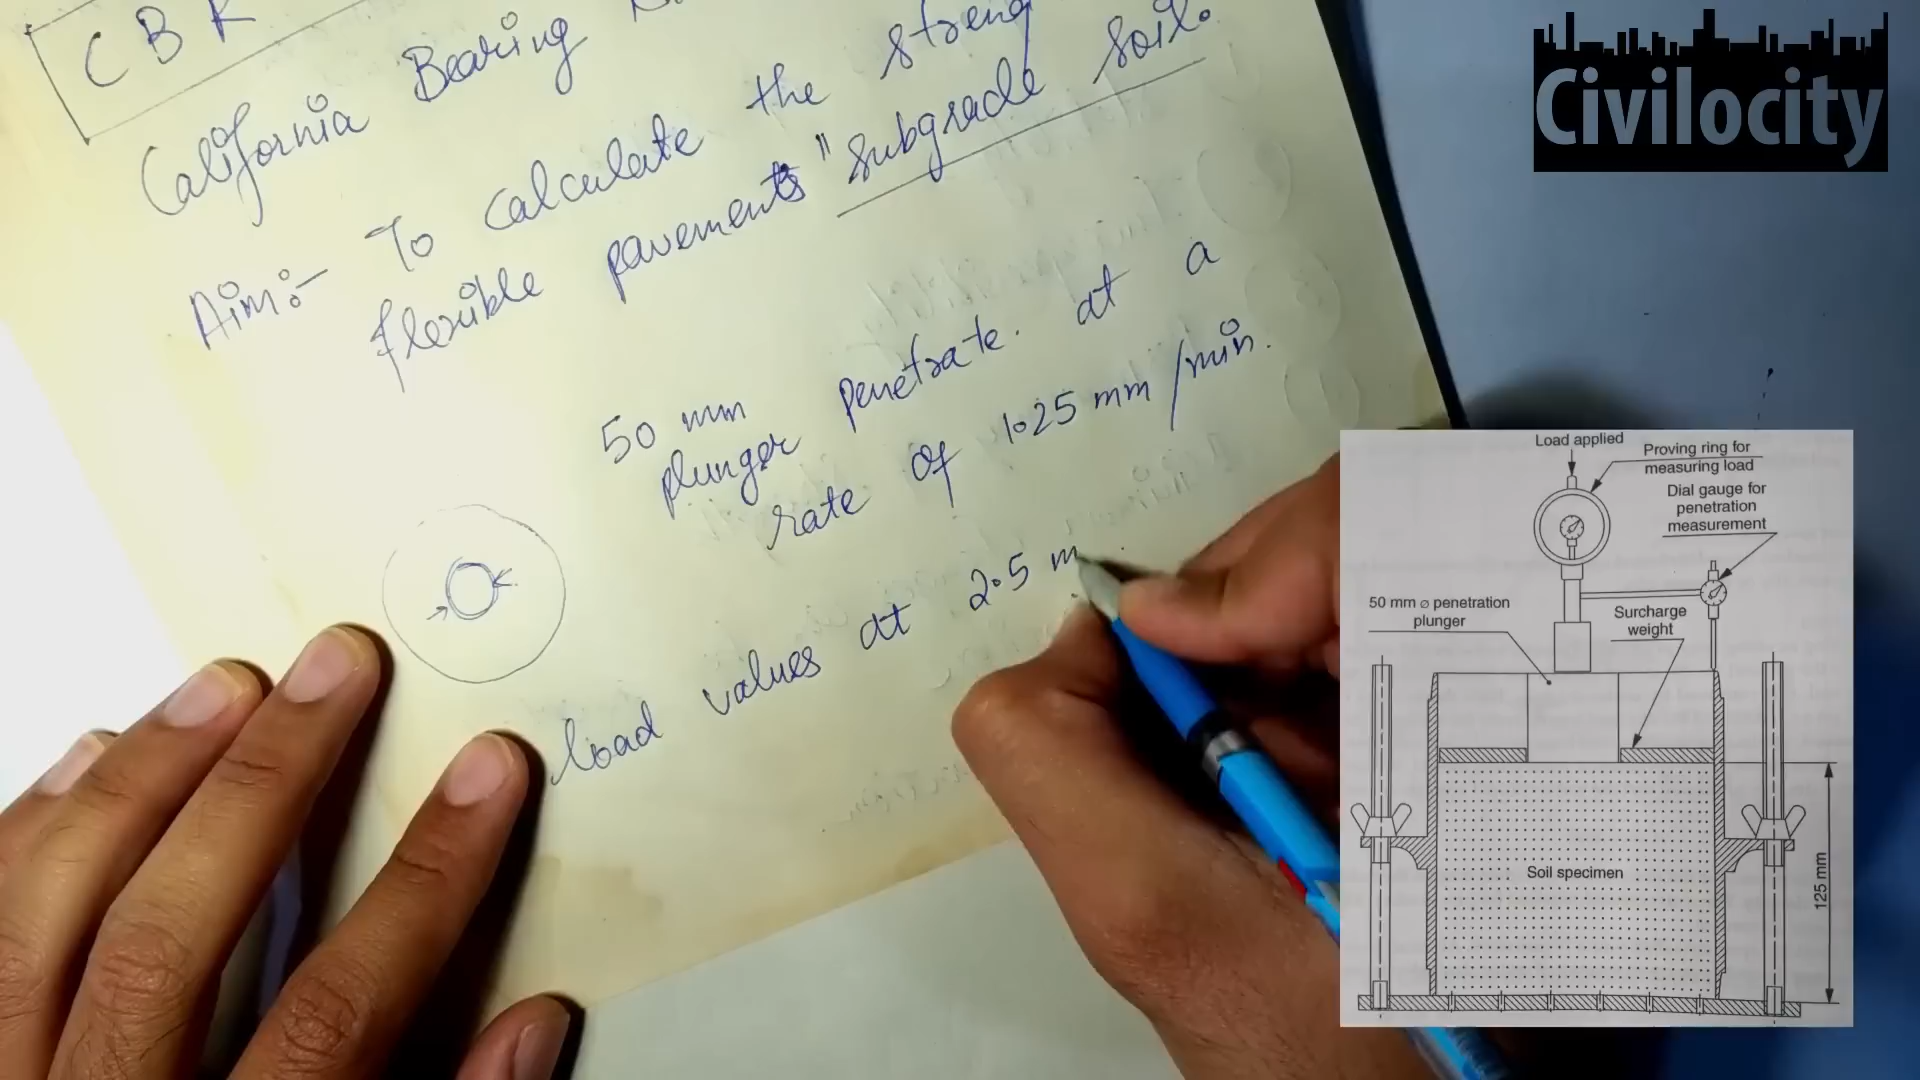 CBR
California Bearing
Aim:- To calculate the
flexible pavements "subgrade soil.
50 mm
plunger penetrate. at a
rate of 1.25 mm/min.
load values at 2.5 m
Civilocity
Load applied
Proving ring for
measuring load
Dial gauge for
penetration
measurement
50 mm ⌀ penetration
plunger
Surcharge
weight
Soil specimen
125 mm